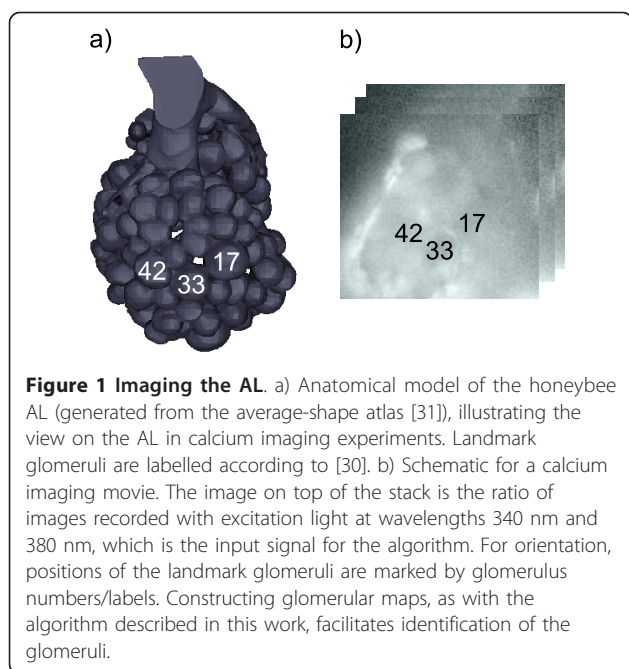 a)
b)
42
33
17
42
33
17
Figure 1 Imaging the AL. a) Anatomical model of the honeybee
AL (generated from the average-shape atlas [31]), illustrating the
view on the AL in calcium imaging experiments. Landmark
glomeruli are labelled according to [30]. b) Schematic for a calcium
imaging movie. The image on top of the stack is the ratio of
images recorded with excitation light at wavelengths 340 nm and
380 nm, which is the input signal for the algorithm. For orientation,
positions of the landmark glomeruli are marked by glomerulus
numbers/labels. Constructing glomerular maps, as with the
algorithm described in this work, facilitates identification of the
glomeruli.